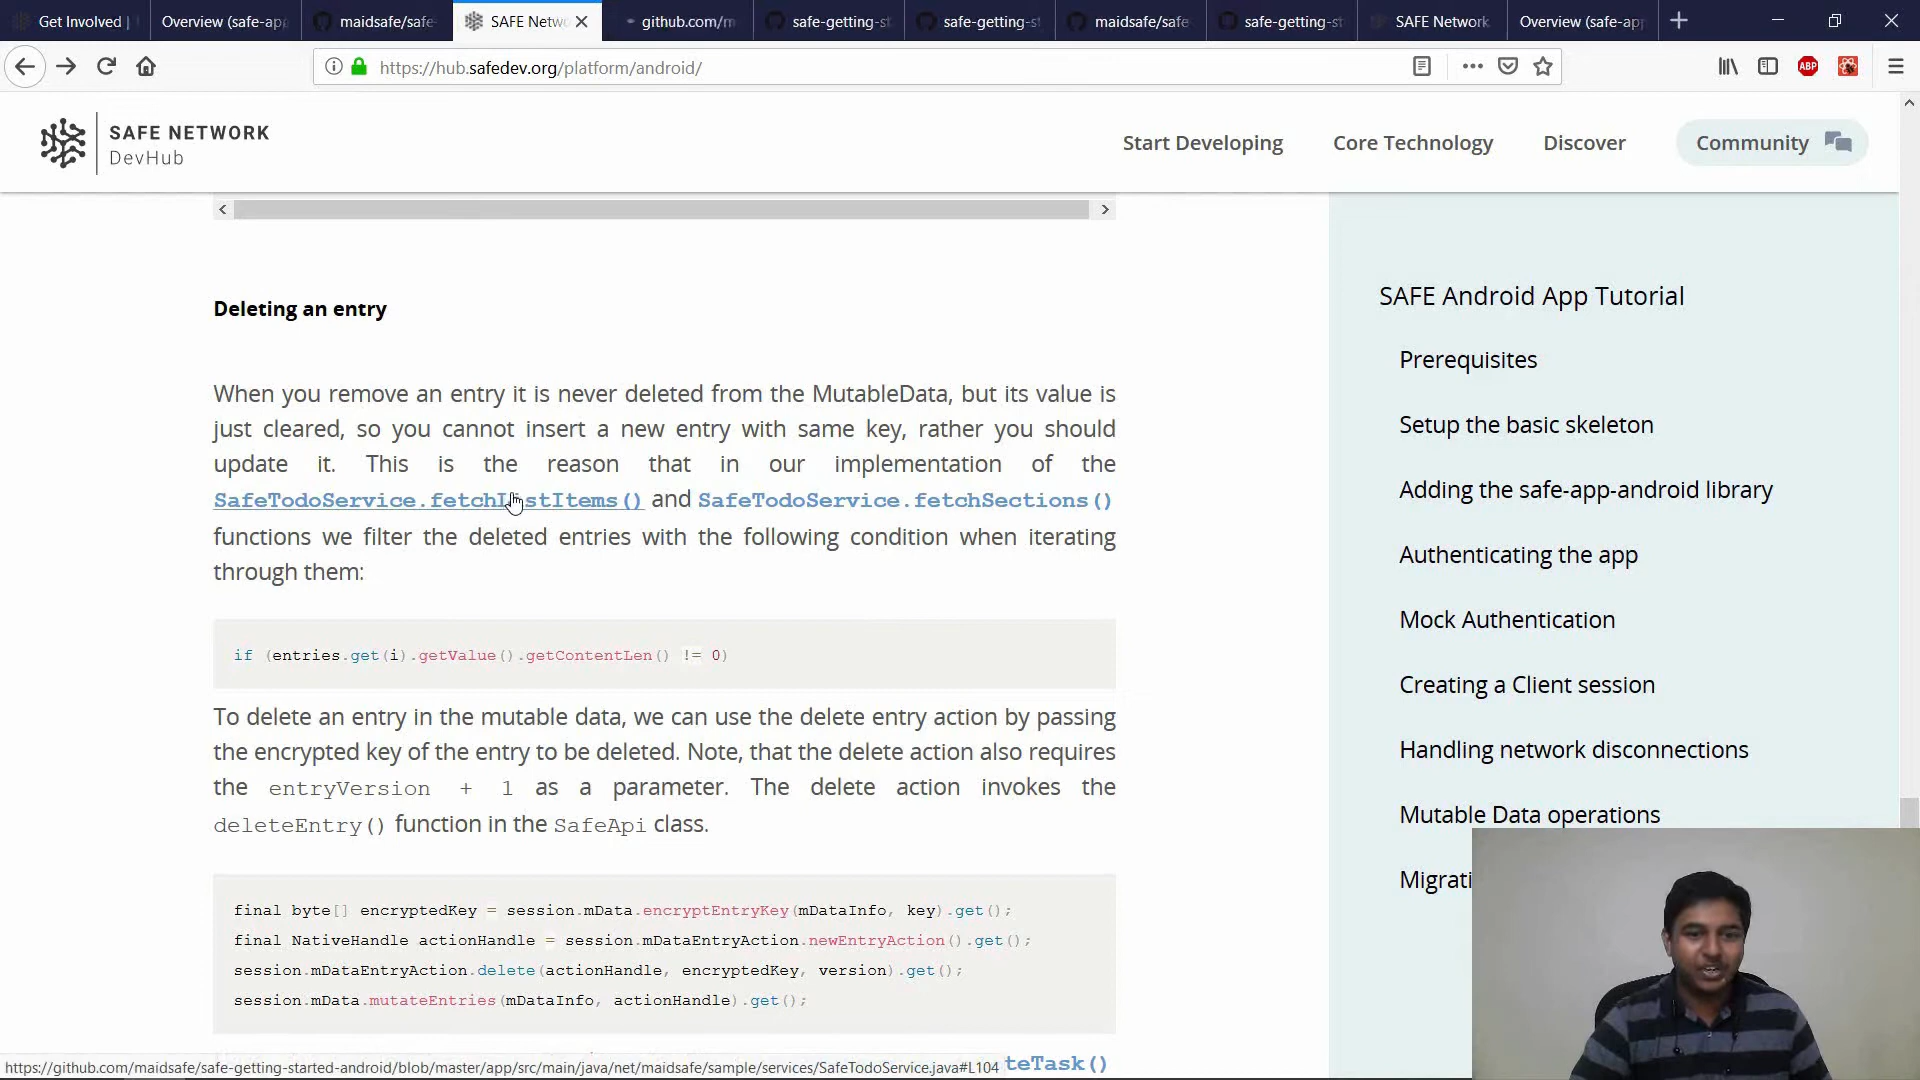 Get Involved |
Overview (safe-ap
maidsafe/safe
SAFE Netwo
github.com/m
safe-getting-st
safe-getting-st
maidsafe/safe
safe-getting-st
SAFE Network
Overview (safe-app
https://hub.safedev.org/platform/android/
ABP
SAFE NETWORK
DevHub
Start Developing
Core Technology
Discover
Community
Deleting an entry
When you remove an entry it is never deleted from the MutableData, but its value is
just cleared, so you cannot insert a new entry with same key, rather you should
update it. This is the reason that in our implementation of the
SafeTodoService.fetchListItems() and SafeTodoService.fetchSections()
functions we filter the deleted entries with the following condition when iterating
through them:
if (entries.get(i).getValue().getContentLen() != 0)
To delete an entry in the mutable data, we can use the delete entry action by passing
the encrypted key of the entry to be deleted. Note, that the delete action also requires
the entryVersion + 1 as a parameter. The delete action invokes the
deleteEntry() function in the SafeApi class.
final byte[] encryptedKey = session.mData.encryptEntryKey(mDataInfo, key).get();
final NativeHandle actionHandle = session.mDataEntryAction.newEntryAction().get();
session.mDataEntryAction.delete(actionHandle, encryptedKey, version).get();
session.mData.mutateEntries(mDataInfo, actionHandle).get();
teTask()
SAFE Android App Tutorial
Prerequisites
Setup the basic skeleton
Adding the safe-app-android library
Authenticating the app
Mock Authentication
Creating a Client session
Handling network disconnections
Mutable Data operations
Migrati
https://github.com/maidsafe/safe-getting-started-android/blob/master/app/src/main/java/net/maidsafe/sample/services/SafeTodoService.java#L104